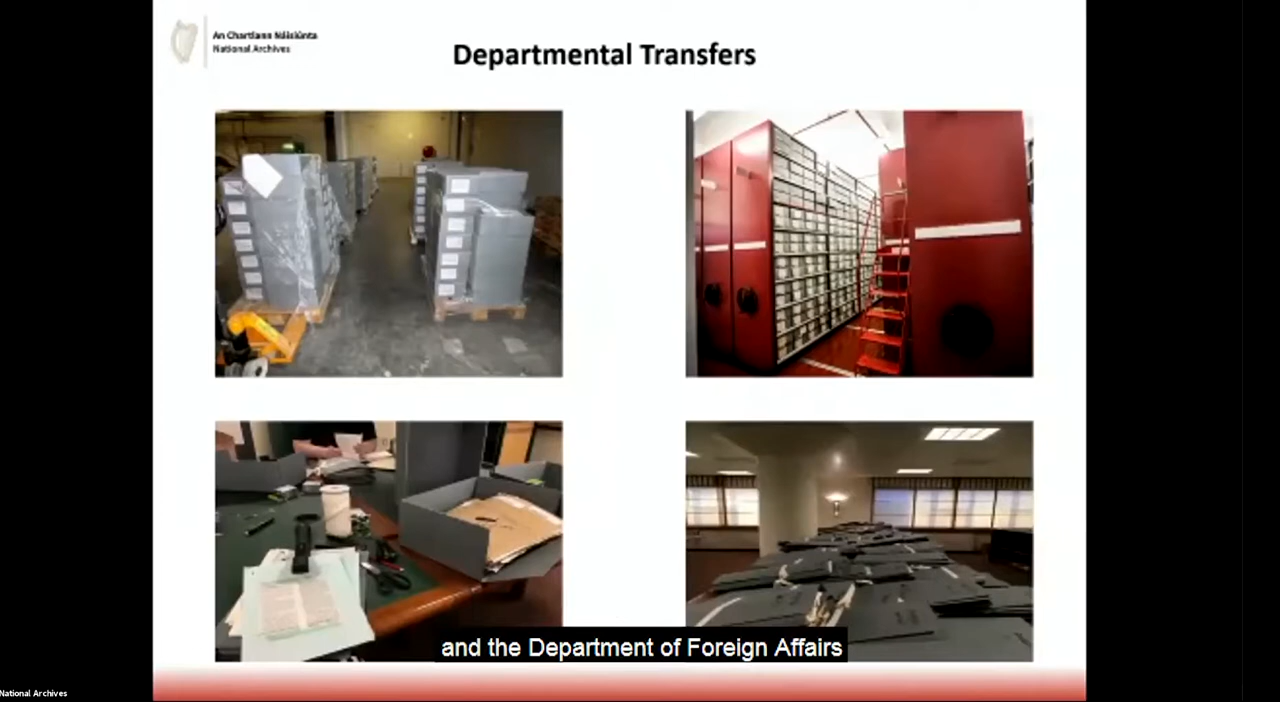 An Chartlann Náisiúnta
National Archives
Departmental Transfers
and the Department of Foreign Affairs
National Archives